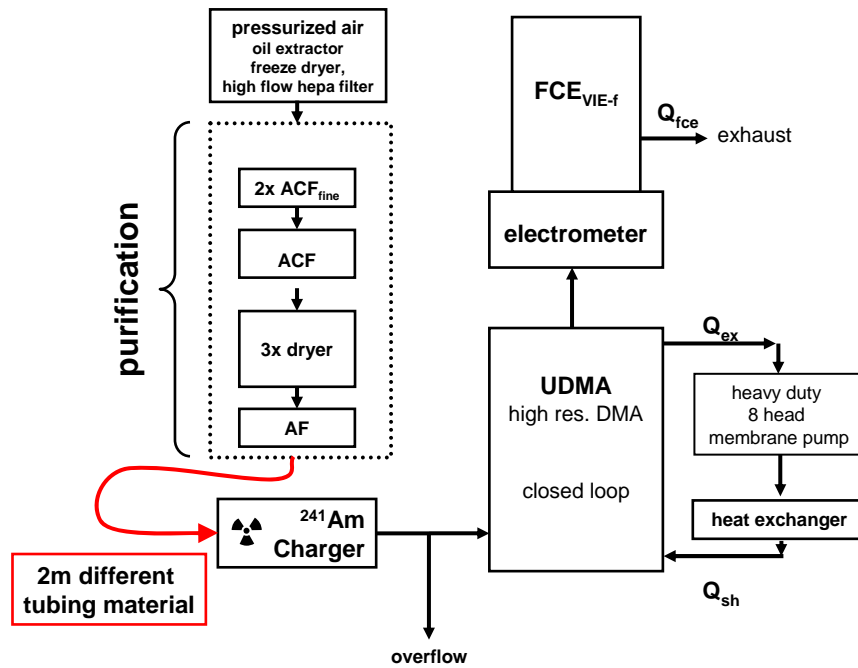 pressurized air
oil extractor
freeze dryer,
high flow hepa filter
purification
2x ACFfine
ACF
3x dryer
AF
2m different
tubing material
241Am
Charger
overflow
FCEVIE-f
Qfce
exhaust
electrometer
UDMA
high res. DMA
closed loop
Qex
heavy duty
8 head
membrane pump
heat exchanger
Qsh